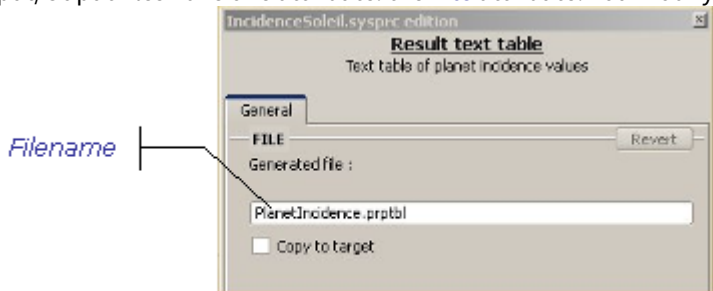 IncidenceSoleil.sysprc edition
Result text table
Text table of planet incidence values
General
FILE
Revert
Filename
Generated file :
PlanetIncidence.prptbl
Copy to target